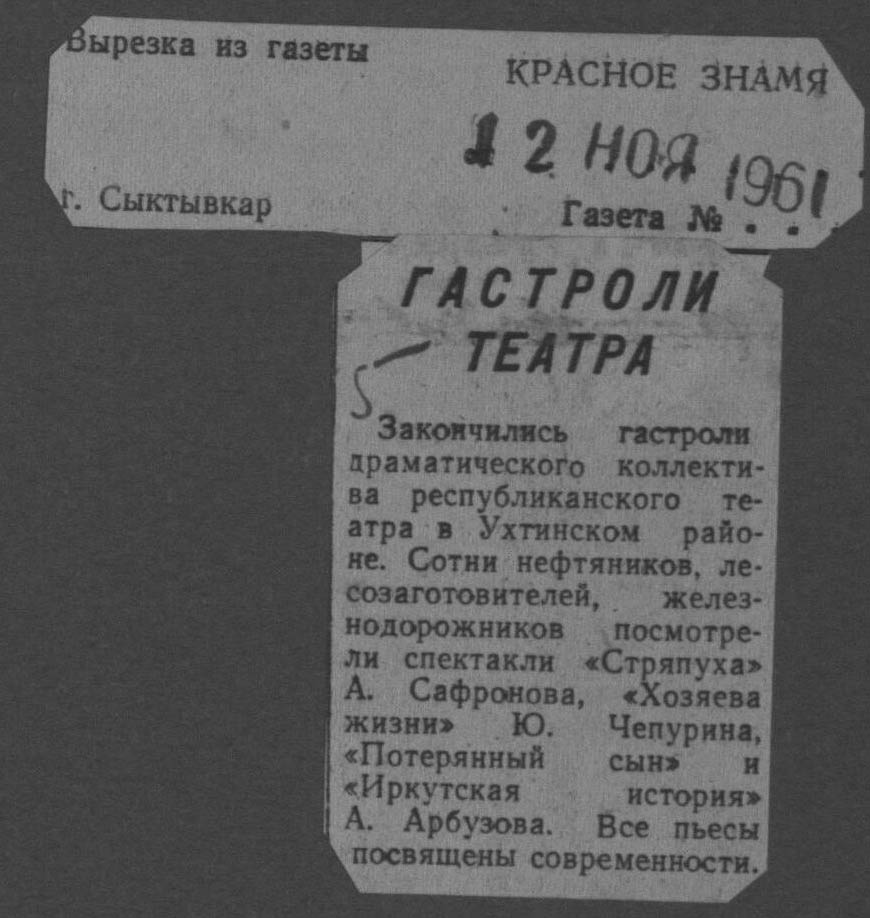 Вырезка из газеты
КРАСНОЕ ЗНАМЯ
12 НОЯ 1961
г. Сыктывкар
Газета № . . .
ГАСТРОЛИ
ТЕАТРА
Закончились гастроли
драматического коллекти-
ва республиканского те-
атра в Ухтинском райо-
не. Сотни нефтяников, ле-
созаготовителей, желез-
нодорожников посмотре-
ли спектакли «Стряпуха»
А. Сафронова, «Хозяева
жизни» Ю. Чепурина,
«Потерянный сын» и
«Иркутская история»
А. Арбузова. Все пьесы
посвящены современности.